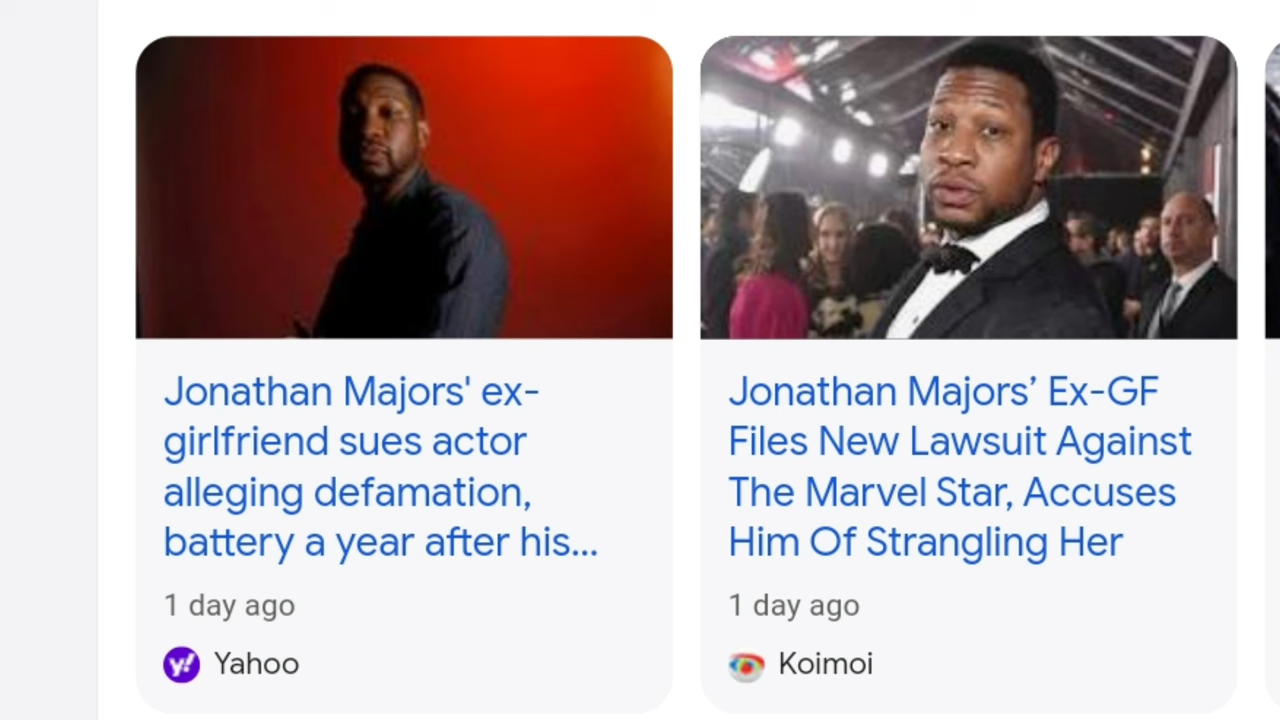 Jonathan Majors' ex-
girlfriend sues actor
alleging defamation,
battery a year after his...
1 day ago
y! Yahoo
Jonathan Majors’ Ex-GF
Files New Lawsuit Against
The Marvel Star, Accuses
Him Of Strangling Her
1 day ago
Koimoi